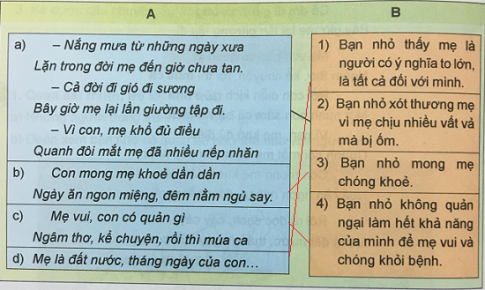 A
a) – Nắng mưa từ những ngày xưa
Lặn trong đời mẹ đến giờ chưa tan.
– Cả đời đi gió đi sương
Bây giờ mẹ lại lần giường tập đi.
– Vì con, mẹ khổ đủ điều
Quanh đôi mắt mẹ đã nhiều nếp nhăn
b) Con mong mẹ khoẻ dần dần
Ngày ăn ngon miệng, đêm nằm ngủ say.
c) Mẹ vui, con có quản gì
Ngâm thơ, kể chuyện, rồi thì múa ca
d) Mẹ là đất nước, tháng ngày của con...
B
1) Bạn nhỏ thấy mẹ là
người có ý nghĩa to lớn,
là tất cả đối với mình.
2) Bạn nhỏ xót thương mẹ
vì mẹ chịu nhiều vất vả
mà bị ốm.
3) Bạn nhỏ mong mẹ
chóng khoẻ.
4) Bạn nhỏ không quản
ngại làm hết khả năng
của mình để mẹ vui và
chóng khỏi bệnh.